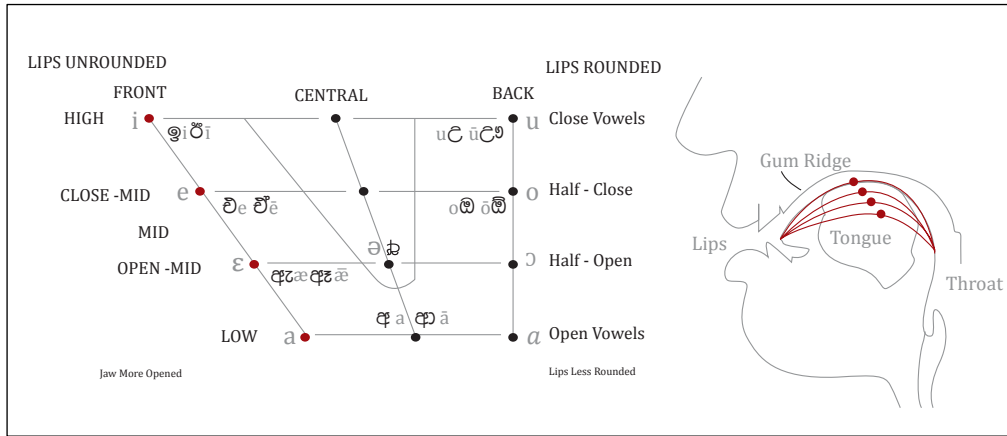 LIPS UNROUNDED
LIPS ROUNDED
FRONT CENTRAL BACK
HIGH i u Close Vowels
ඉ i ඊ ī u උ ū ඌ
CLOSE -MID e o Half - Close
එ e ඒ ē o ඔ ō ඕ
MID
ə
OPEN -MID ɛ ɔ Half - Open
ඇ æ ඈ ǣ
අ a ආ ā
LOW a ɑ Open Vowels
Jaw More Opened
Lips Less Rounded
Gum Ridge
Lips
Tongue
Throat